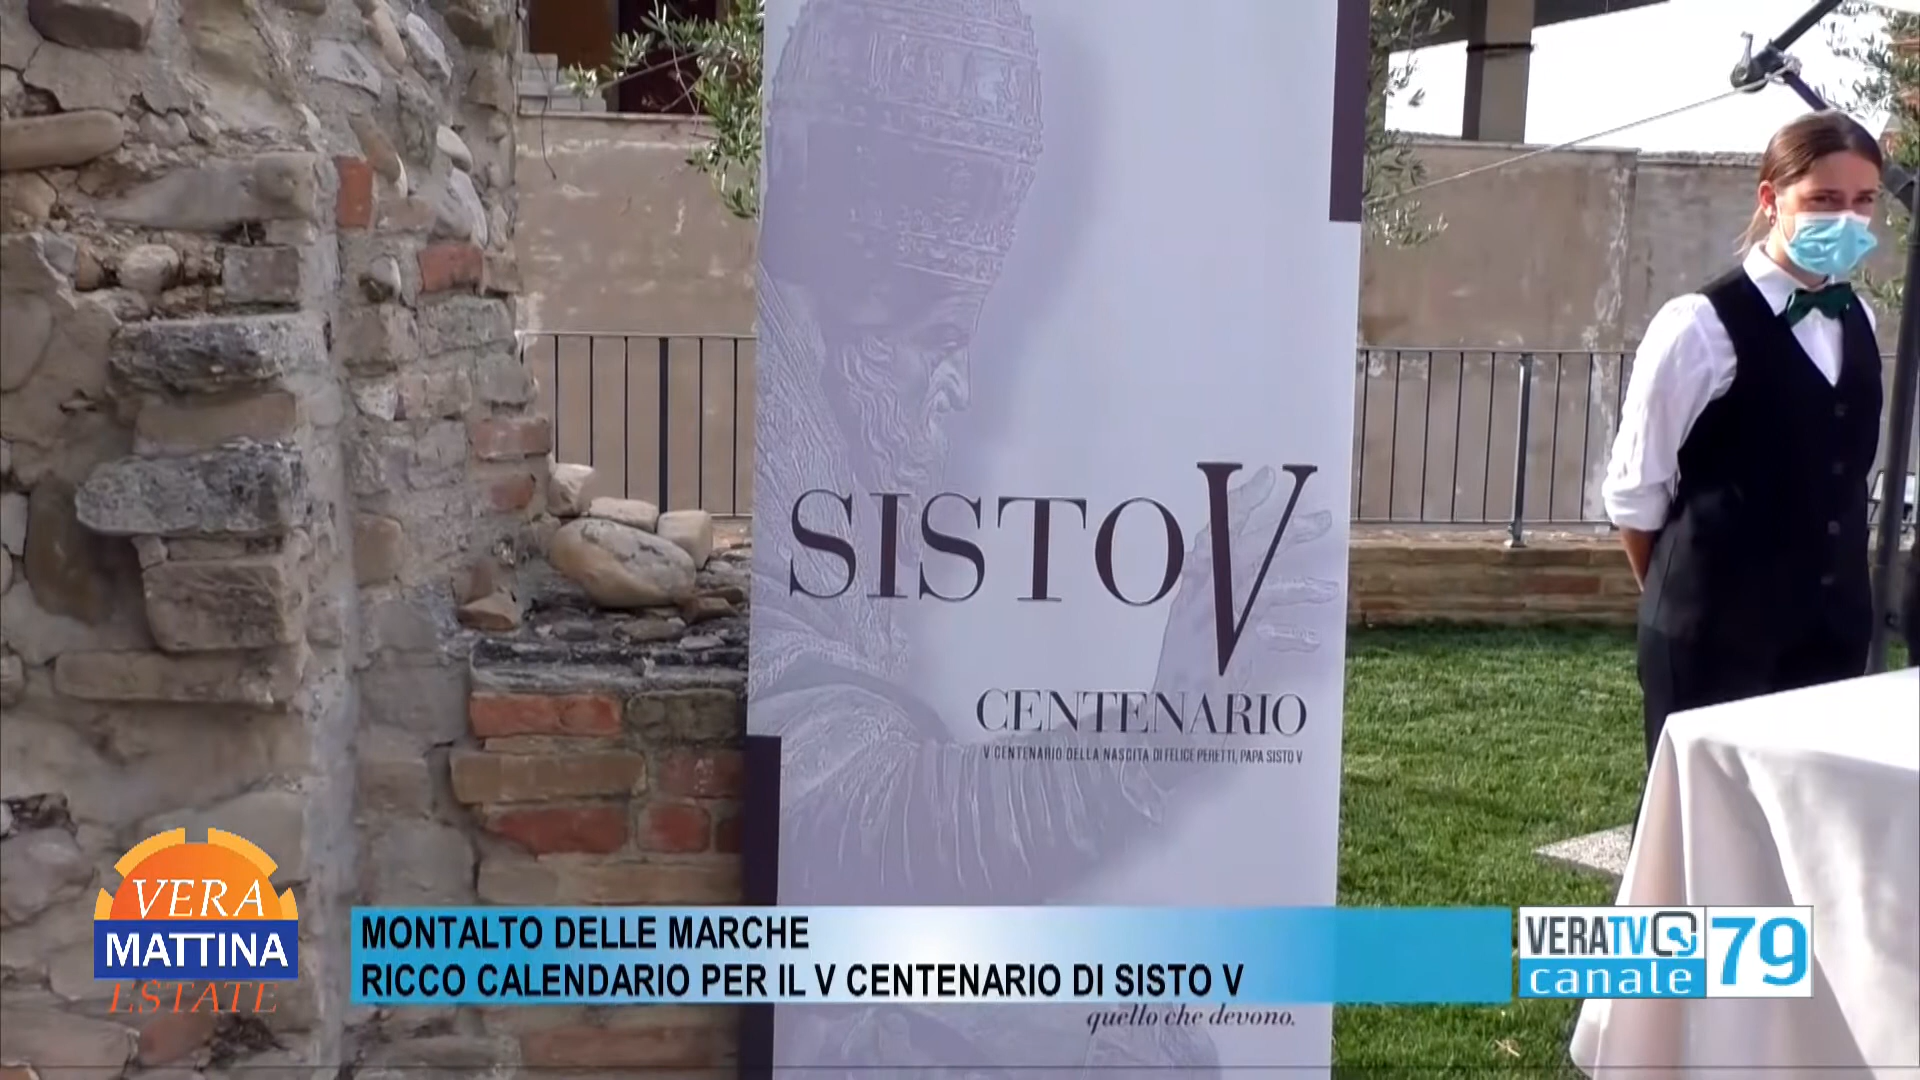 SISTO V
CENTENARIO
V CENTENARIO DELLA NASCITA DI FELICE PERETTI, PAPA SISTO V
VERA
MATTINA
ESTATE
MONTALTO DELLE MARCHE
RICCO CALENDARIO PER IL V CENTENARIO DI SISTO V
VERATV
canale 79
quello che devono.